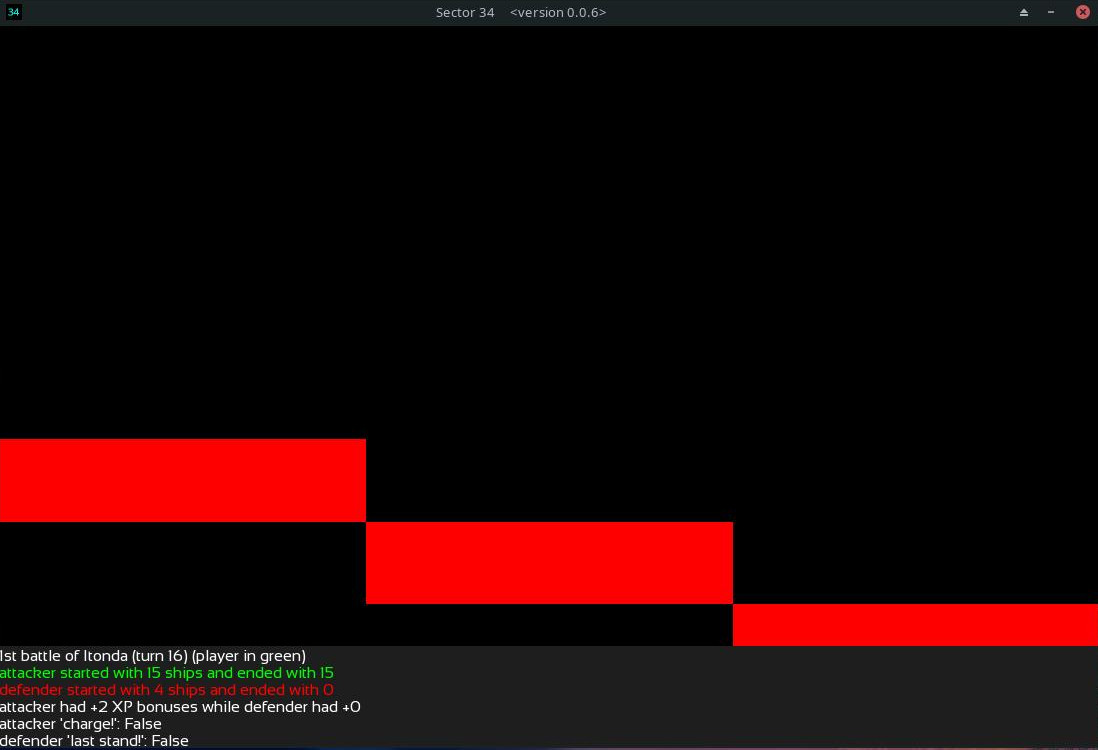 34 Sector 34 <version 0.0.6>
1st battle of Itonda (turn 16) (player in green)
attacker started with 15 ships and ended with 15
defender started with 4 ships and ended with 0
attacker had +2 XP bonuses while defender had +0
attacker 'charge!': False
defender 'last stand!': False